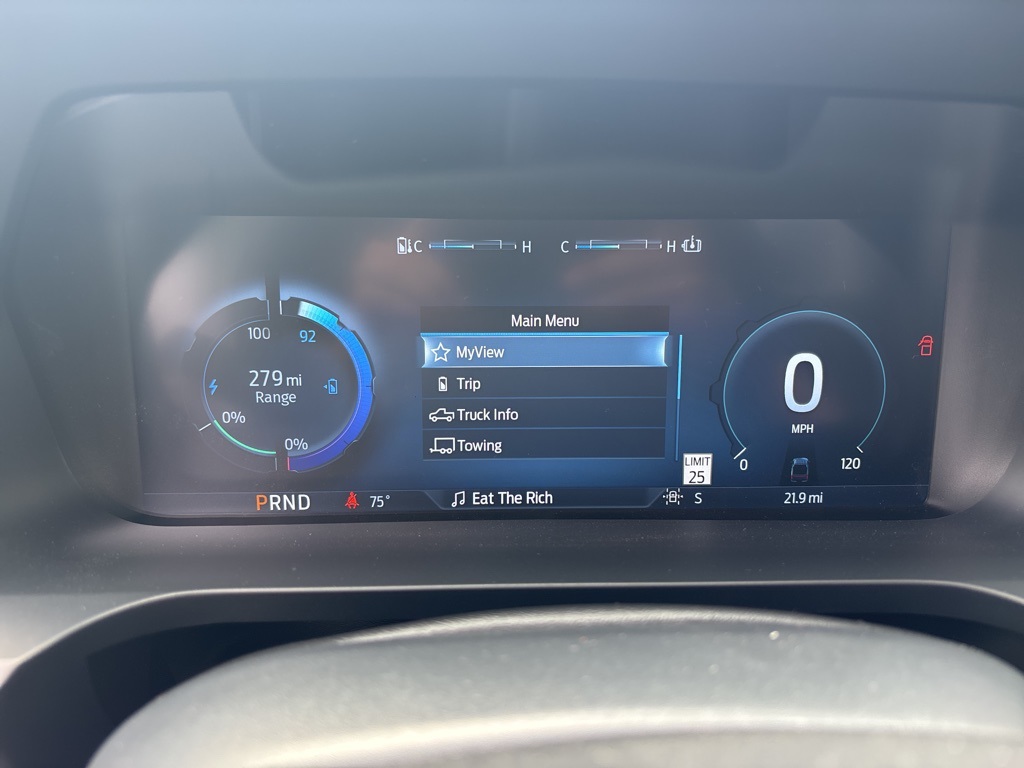 C H C H
Main Menu
MyView
Trip
Truck Info
Towing
100 92
279 mi
Range
0%
0%
0
MPH
0 120
LIMIT
25
PRND 75° Eat The Rich S 21.9 mi